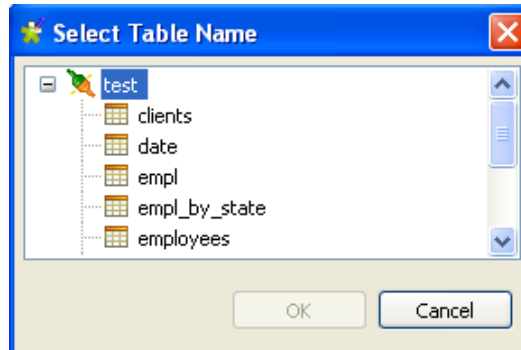 Select Table Name
test
clients
date
empl
empl_by_state
employees
OK Cancel